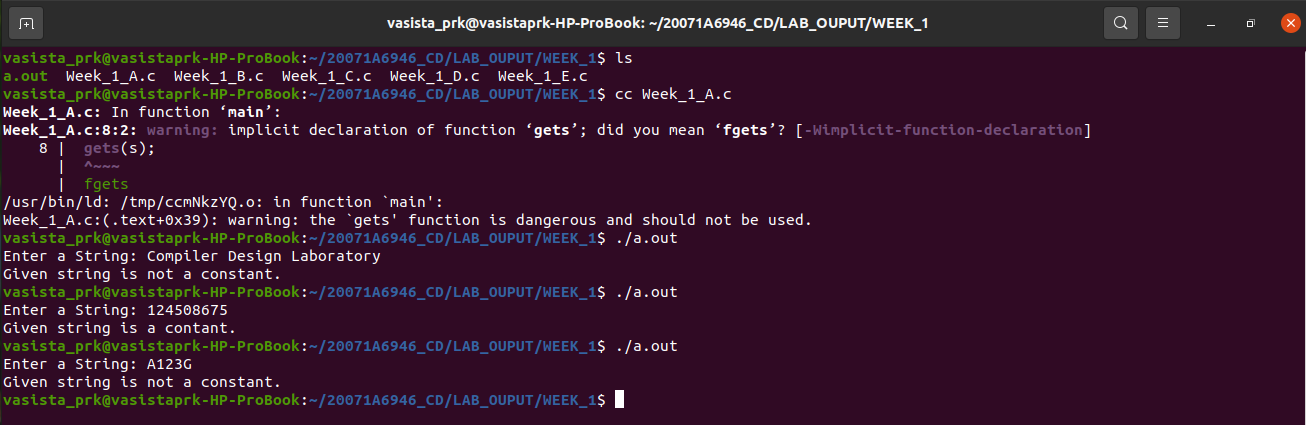 vasista_prk@vasistaprk-HP-ProBook: ~/20071A6946_CD/LAB_OUPUT/WEEK_1
vasista_prk@vasistaprk-HP-ProBook:~/20071A6946_CD/LAB_OUPUT/WEEK_1$ ls
a.out  Week_1_A.c  Week_1_B.c  Week_1_C.c  Week_1_D.c  Week_1_E.c
vasista_prk@vasistaprk-HP-ProBook:~/20071A6946_CD/LAB_OUPUT/WEEK_1$ cc Week_1_A.c
Week_1_A.c: In function ‘main’:
Week_1_A.c:8:2: warning: implicit declaration of function ‘gets’; did you mean ‘fgets’? [-Wimplicit-function-declaration]
    8 |  gets(s);
      |  ^~~~
      |  fgets
/usr/bin/ld: /tmp/ccmNkzYQ.o: in function `main':
Week_1_A.c:(.text+0x39): warning: the `gets' function is dangerous and should not be used.
vasista_prk@vasistaprk-HP-ProBook:~/20071A6946_CD/LAB_OUPUT/WEEK_1$ ./a.out
Enter a String: Compiler Design Laboratory
Given string is not a constant.
vasista_prk@vasistaprk-HP-ProBook:~/20071A6946_CD/LAB_OUPUT/WEEK_1$ ./a.out
Enter a String: 124508675
Given string is a contant.
vasista_prk@vasistaprk-HP-ProBook:~/20071A6946_CD/LAB_OUPUT/WEEK_1$ ./a.out
Enter a String: A123G
Given string is not a constant.
vasista_prk@vasistaprk-HP-ProBook:~/20071A6946_CD/LAB_OUPUT/WEEK_1$